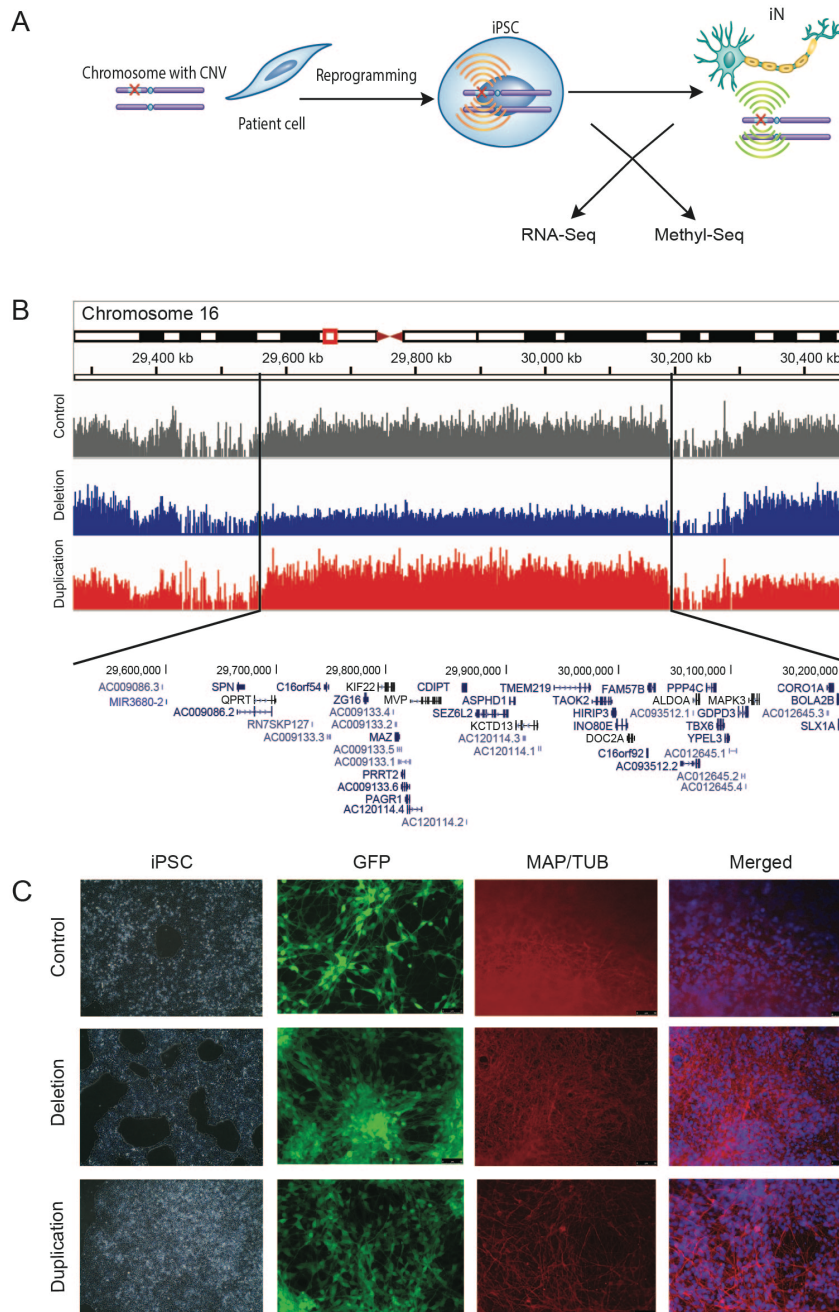 A
iPSC
iN
Chromosome with CNV
Reprogramming
Patient cell
RNA-Seq
Methyl-Seq
B
Chromosome 16
29,400 kb 29,600 kb 29,800 kb 30,000 kb 30,200 kb 30,400 kb
Control
Deletion
Duplication
29,600,000 29,700,000 29,800,000 29,900,000 30,000,000 30,100,000 30,200,000
AC009086.3 SPN C16orf54 KIF22 CDIPT TMEM219 FAM57B PPP4C CORO1A
MIR3680-2 QPRT ZG16 MVP ASPHD1 TAOK2 ALDOA MAPK3 BOLA2B
AC009086.2 AC009133.4 SEZ6L2 HIRIP3 AC093512.1 GDPD3 AC012645.3
RN7SKP127 AC009133.2 KCTD13 INO80E TBX6 SLX1A
AC009133.3 MAZ AC120114.3 DOC2A YPEL3
AC009133.5 AC120114.1 C16orf92 AC012645.1
AC009133.1 AC093512.2
PRRT2 AC012645.2
AC009133.6 AC012645.4
PAGR1
AC120114.4
AC120114.2
C
iPSC GFP MAP/TUB Merged
Control
Deletion
Duplication